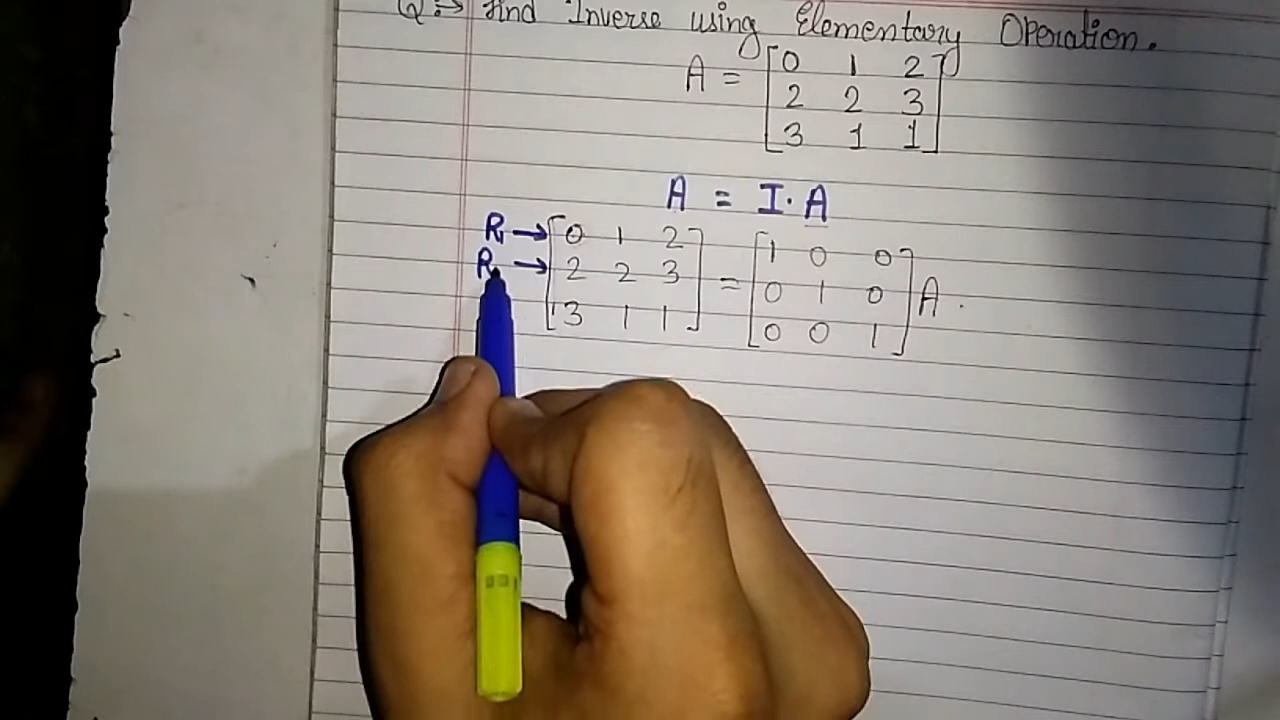 Q:→ Find Inverse using Elementary Operation.
A = [0 1 2
2 2 3
3 1 1]
A = I. A
R1 → [0 1 2 = [1 0 0
R → 2 2 3 0 1 0 A .
3 1 1] 0 0 1]